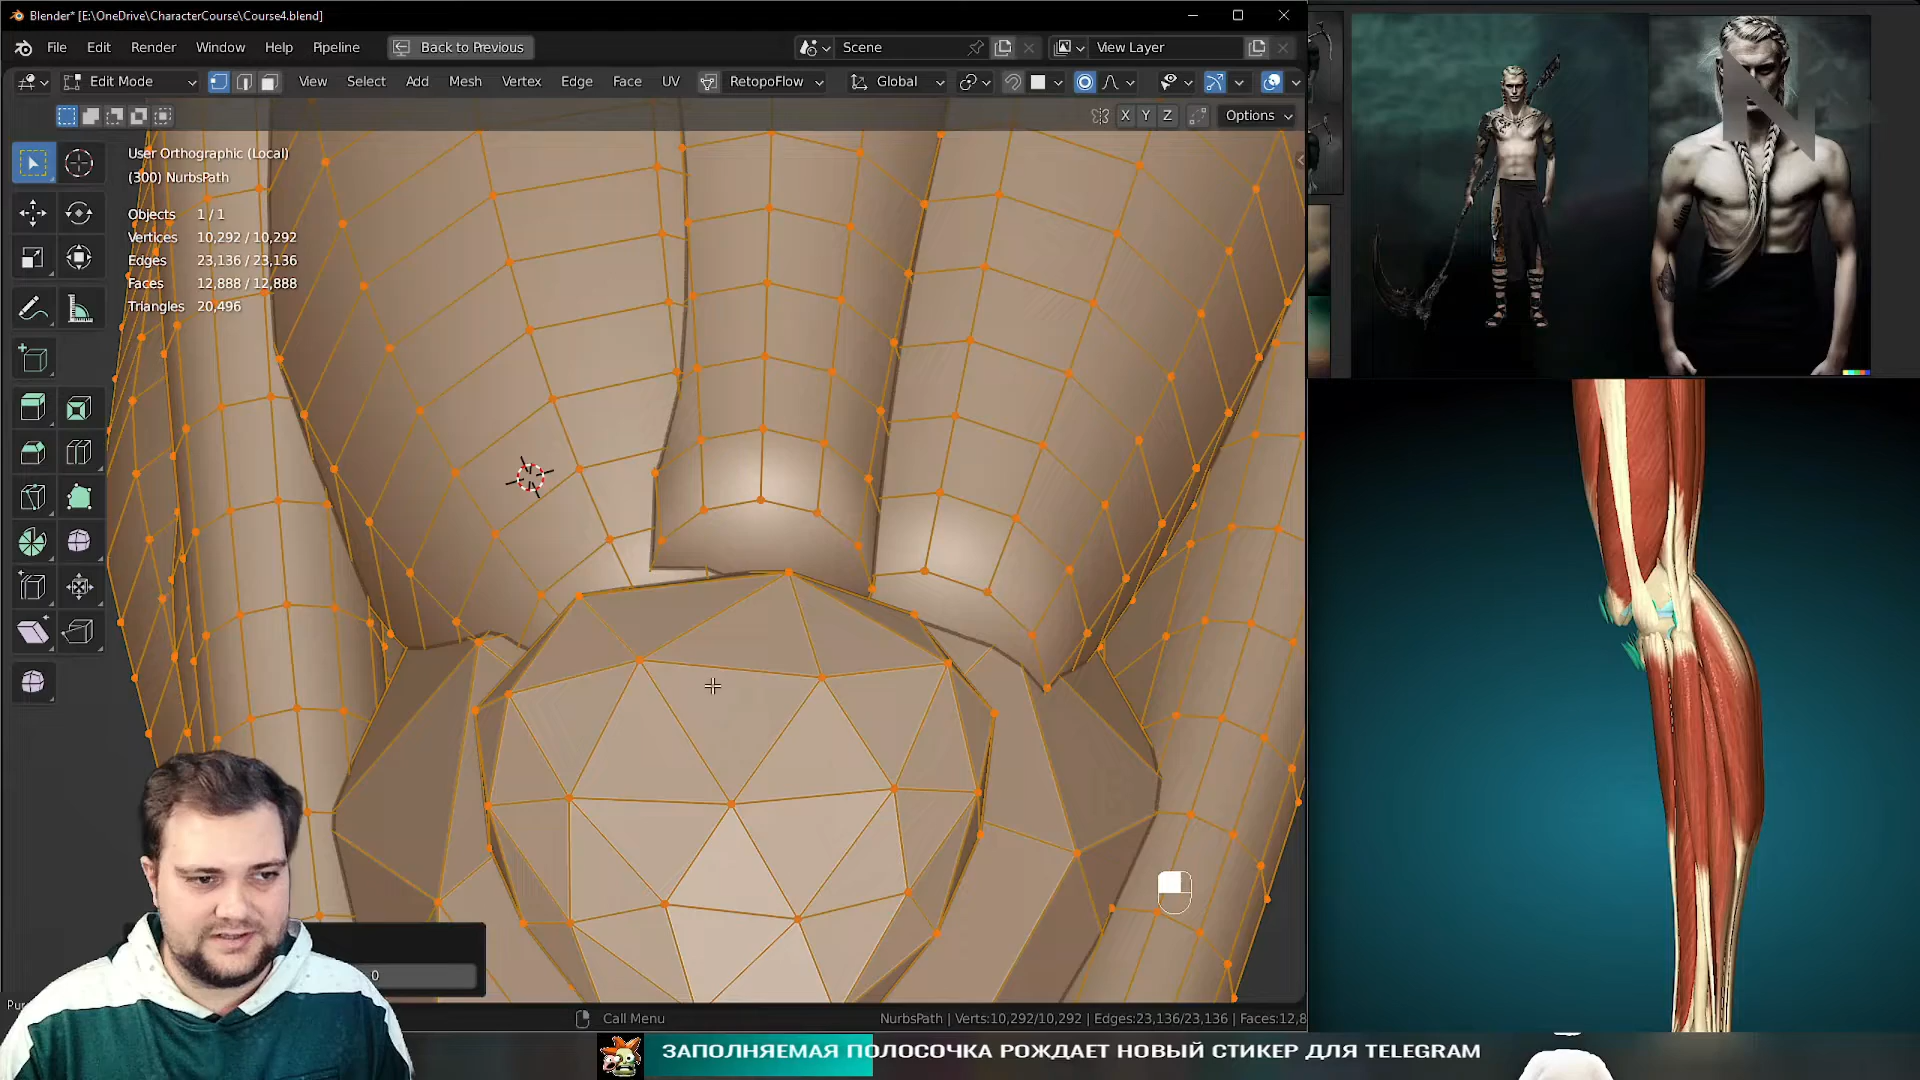 Blender* [E:\OneDrive\CharacterCourse\Course4.blend]
File Edit Render Window Help Pipeline Back to Previous Scene View Layer
Edit Mode View Select Add Mesh Vertex Edge Face UV RetopoFlow Global
X Y Z Options
User Orthographic (Local)
(300) NurbsPath
Objects 1 / 1
Vertices 10,292 / 10,292
Edges 23,136 / 23,136
Faces 12,888 / 12,888
Triangles 20,496
0
Call Menu NurbsPath | Verts:10,292/10,292 | Edges:23,136/23,136 | Faces:12,8
ЗАПОЛНЯЕМАЯ ПОЛОСОЧКА РОЖДАЕТ НОВЫЙ СТИКЕР ДЛЯ TELEGRAM